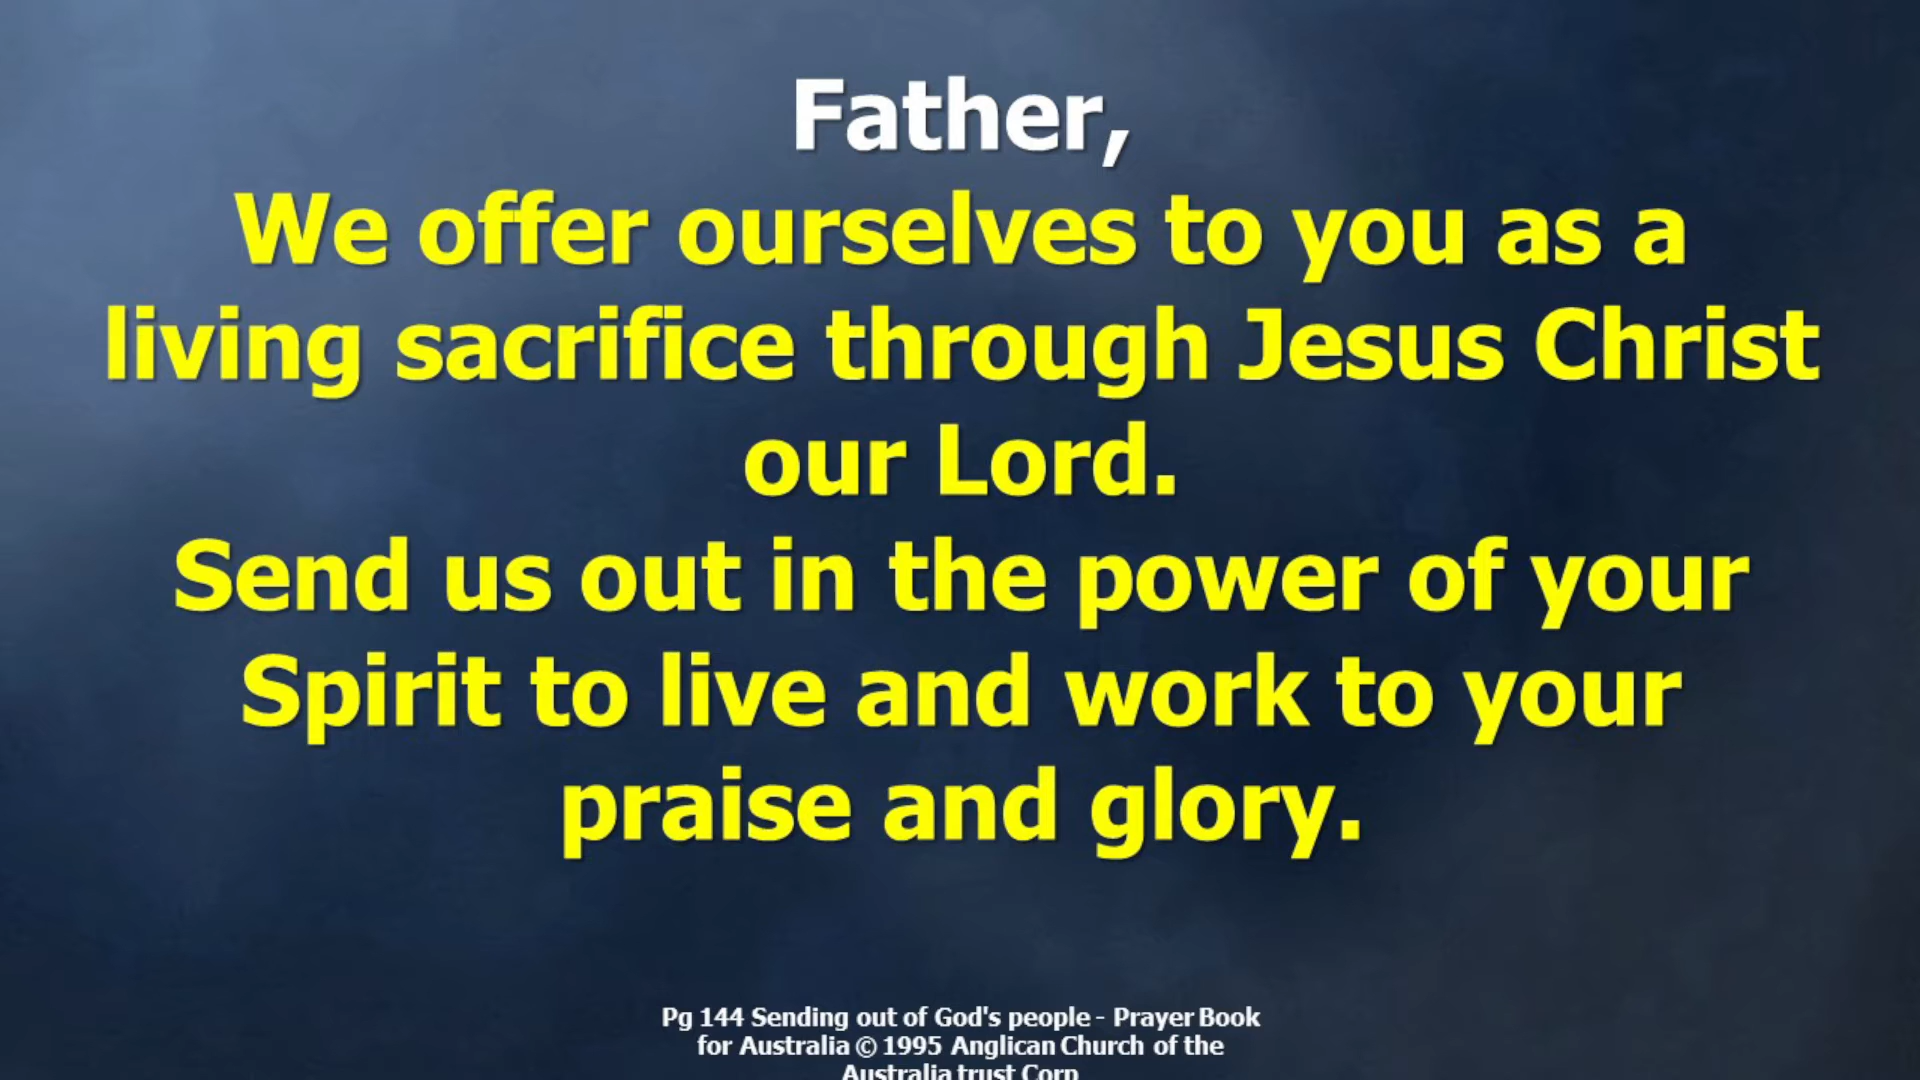 Father,
We offer ourselves to you as a
living sacrifice through Jesus Christ
our Lord.
Send us out in the power of your
Spirit to live and work to your
praise and glory.
Pg 144 Sending out of God's people - Prayer Book
for Australia © 1995 Anglican Church of the
Australia trust Corp